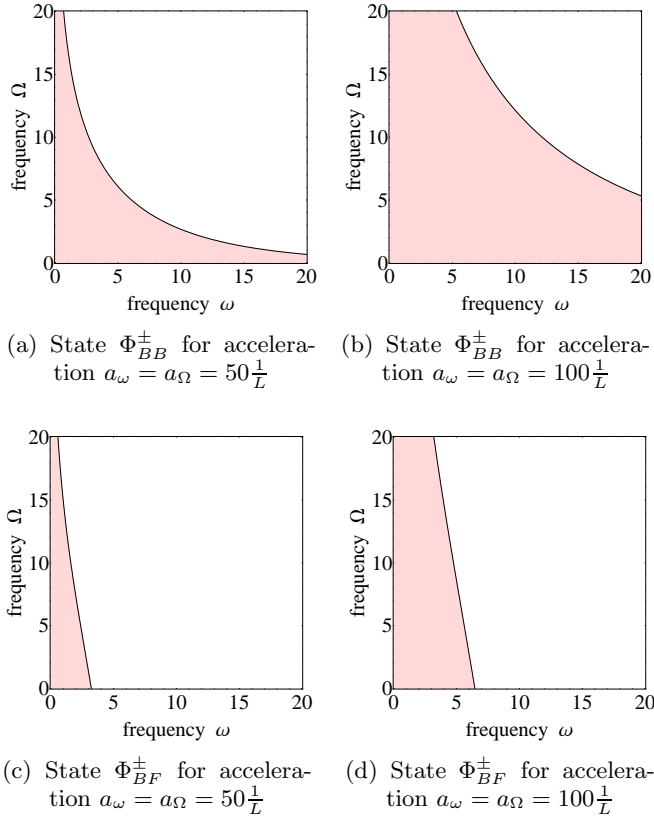 20
15
10
5
0
frequency Ω
0 5 10 15 20
frequency ω
20
15
10
5
0
frequency Ω
0 5 10 15 20
frequency ω
(a) State Φ±BB for accelera-
tion aω = aΩ = 50 1/L
(b) State Φ±BB for accelera-
tion aω = aΩ = 100 1/L
20
15
10
5
0
frequency Ω
0 5 10 15 20
frequency ω
20
15
10
5
0
frequency Ω
0 5 10 15 20
frequency ω
(c) State Φ±BF for accelera-
tion aω = aΩ = 50 1/L
(d) State Φ±BF for accelera-
tion aω = aΩ = 100 1/L